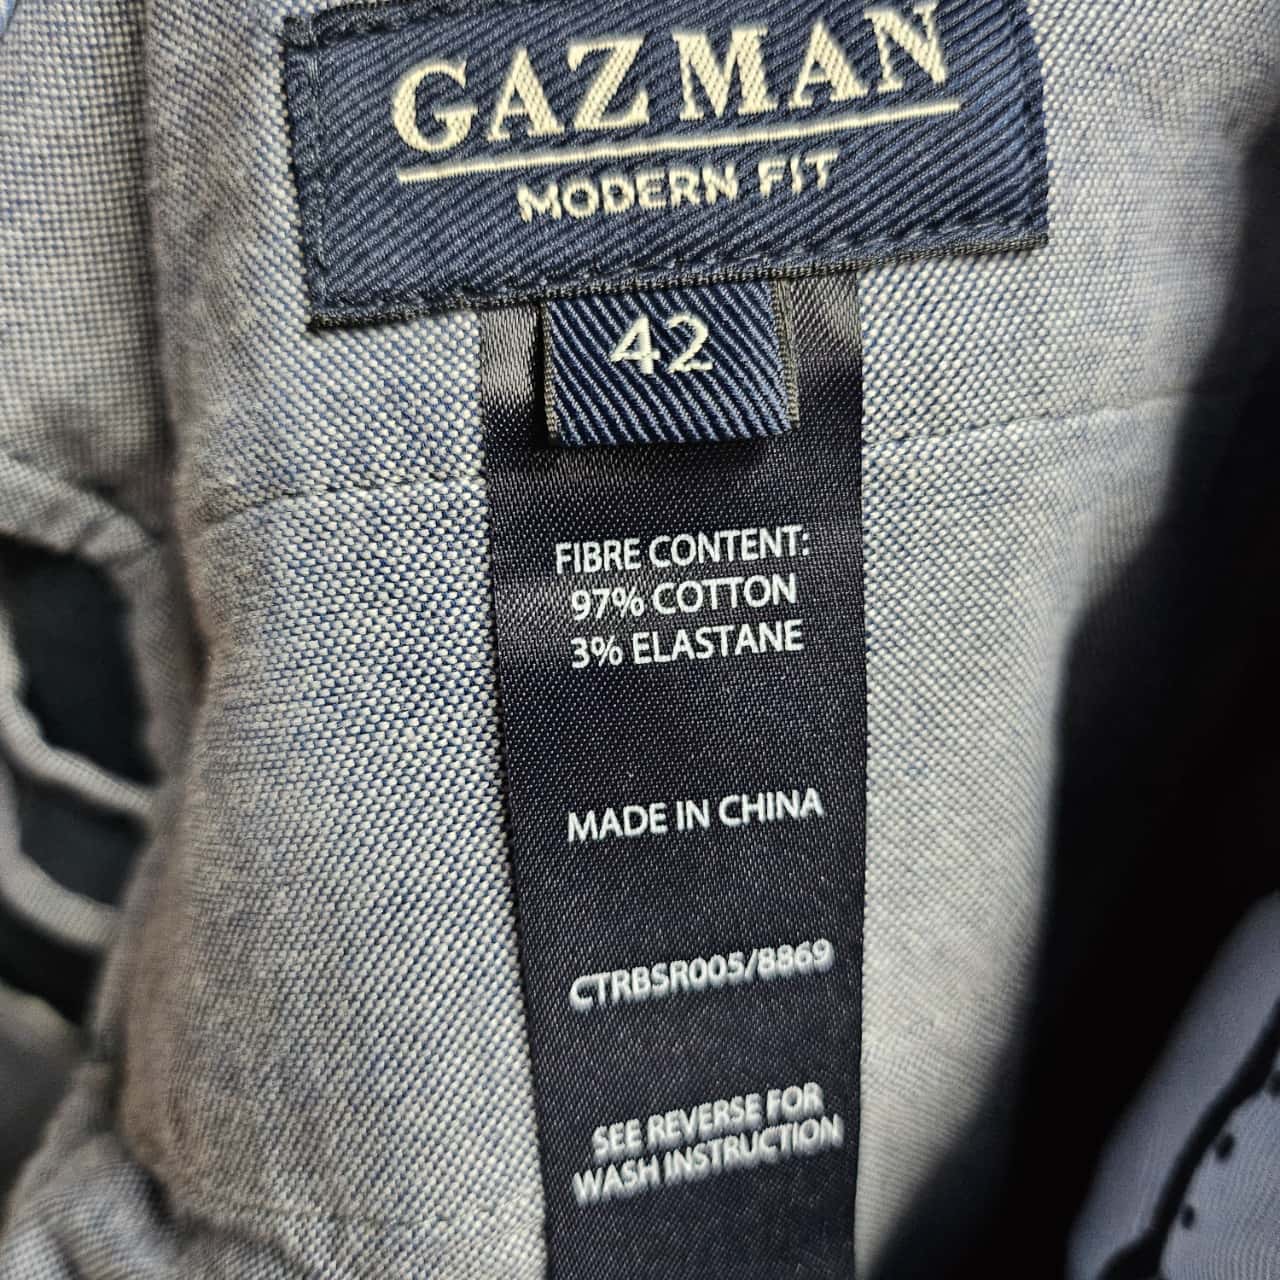 GAZMAN
MODERN FIT
42
FIBRE CONTENT:
97% COTTON
3% ELASTANE
MADE IN CHINA
CTRBSR005/8869
SEE REVERSE FOR
WASH INSTRUCTION